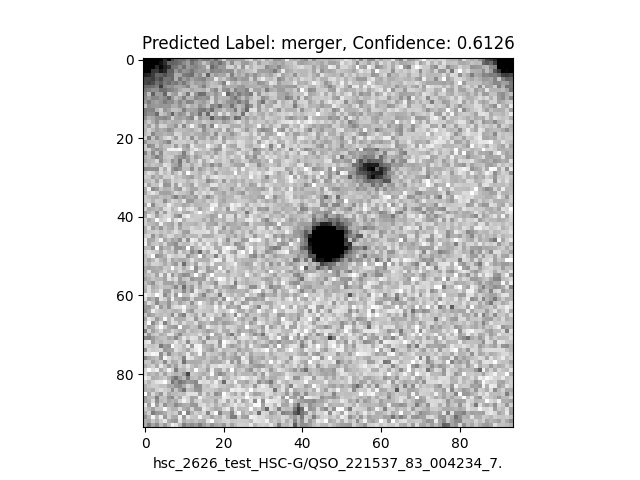 Predicted Label: merger, Confidence: 0.6126
0
20
40
60
80
0 20 40 60 80
hsc_2626_test_HSC-G/QSO_221537_83_004234_7.